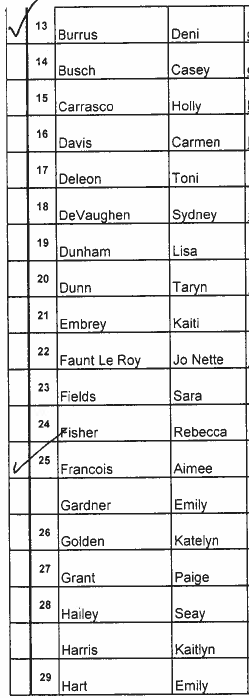 13 Burrus Deni
14 Busch Casey
15 Carrasco Holly
16 Davis Carmen
17 Deleon Toni
18 DeVaughen Sydney
19 Dunham Lisa
20 Dunn Taryn
21 Embrey Kaiti
22 Faunt Le Roy Jo Nette
23 Fields Sara
24 Fisher Rebecca
25 Francois Aimee
Gardner Emily
26 Golden Katelyn
27 Grant Paige
28 Hailey Seay
Harris Kaitlyn
29 Hart Emily